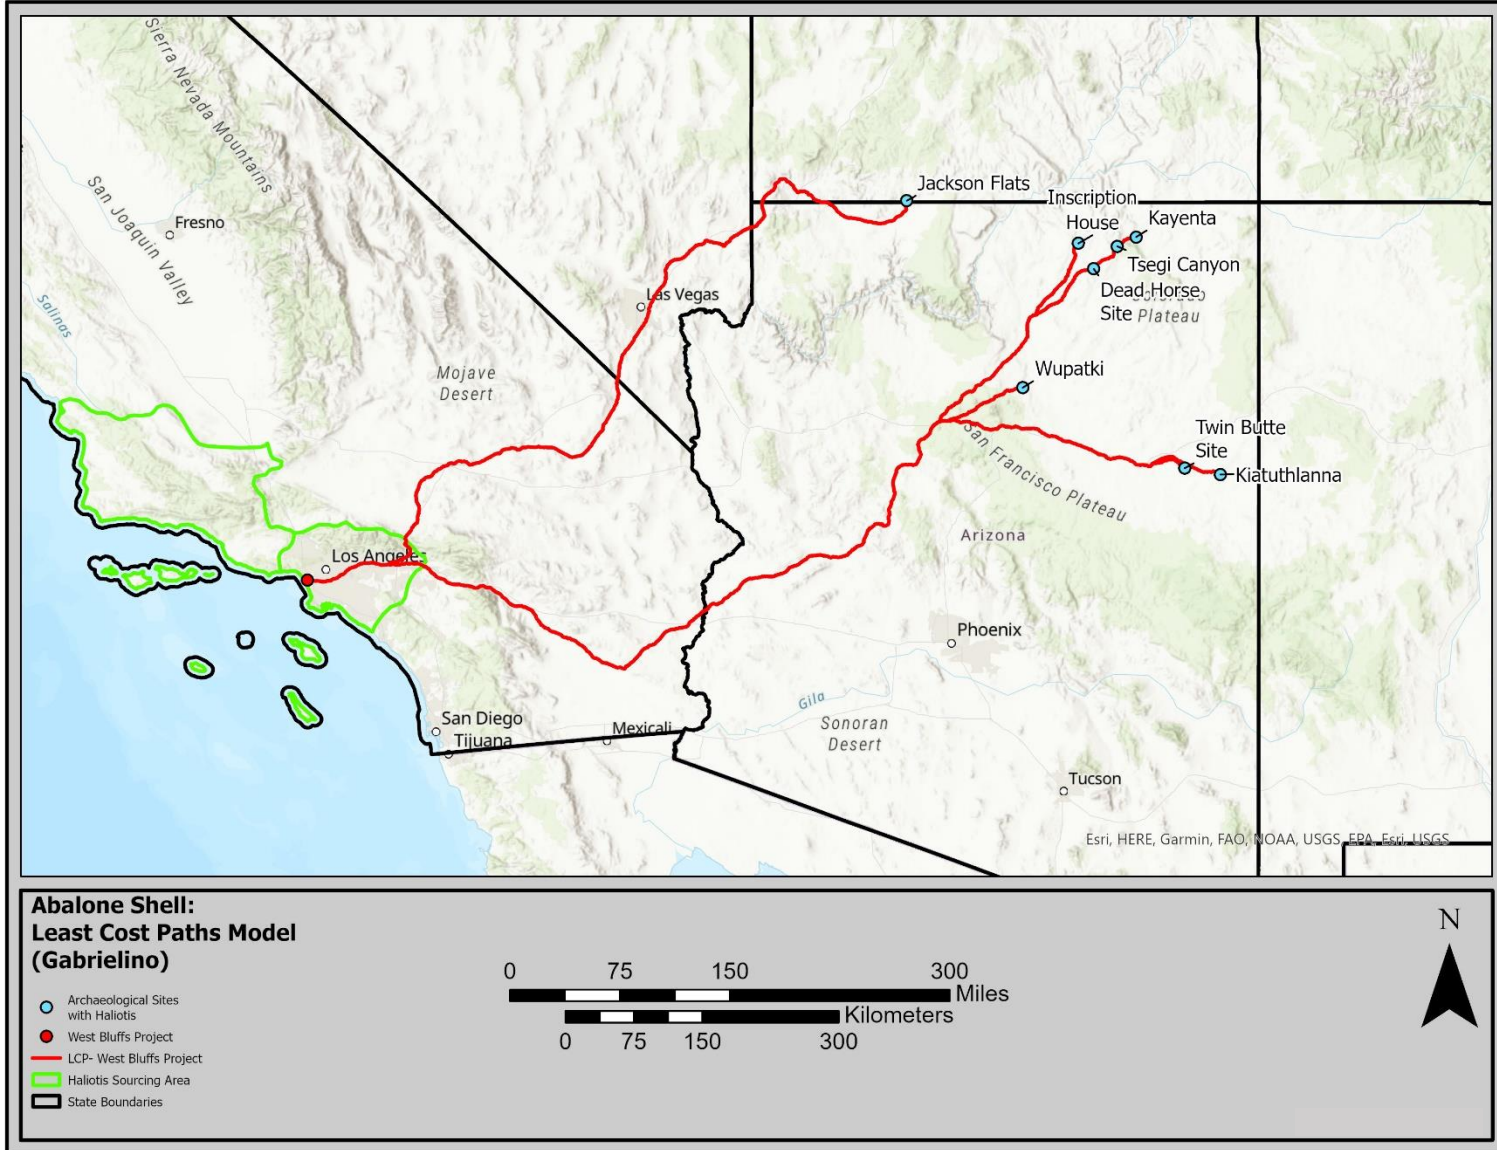 Sierra Nevada Mountains
San Joaquin Valley
Fresno
Salinas
Jackson Flats
Inscription
House
Kayenta
Tsegi Canyon
Dead Horse
Site
Plateau
Las Vegas
Mojave
Desert
Wupatki
Twin Butte
Site
Kiatuthlanna
San Francisco Plateau
Arizona
Los Angeles
Phoenix
Gila
Sonoran
Desert
San Diego
Tijuana
Mexicali
Tucson
Esri, HERE, Garmin, FAO, NOAA, USGS, EPA, Esri, USGS
Abalone Shell:
Least Cost Paths Model
(Gabrielino)
Archaeological Sites
with Haliotis
West Bluffs Project
LCP- West Bluffs Project
Haliotis Sourcing Area
State Boundaries
0 75 150 300
Miles
Kilometers
0 75 150 300
N